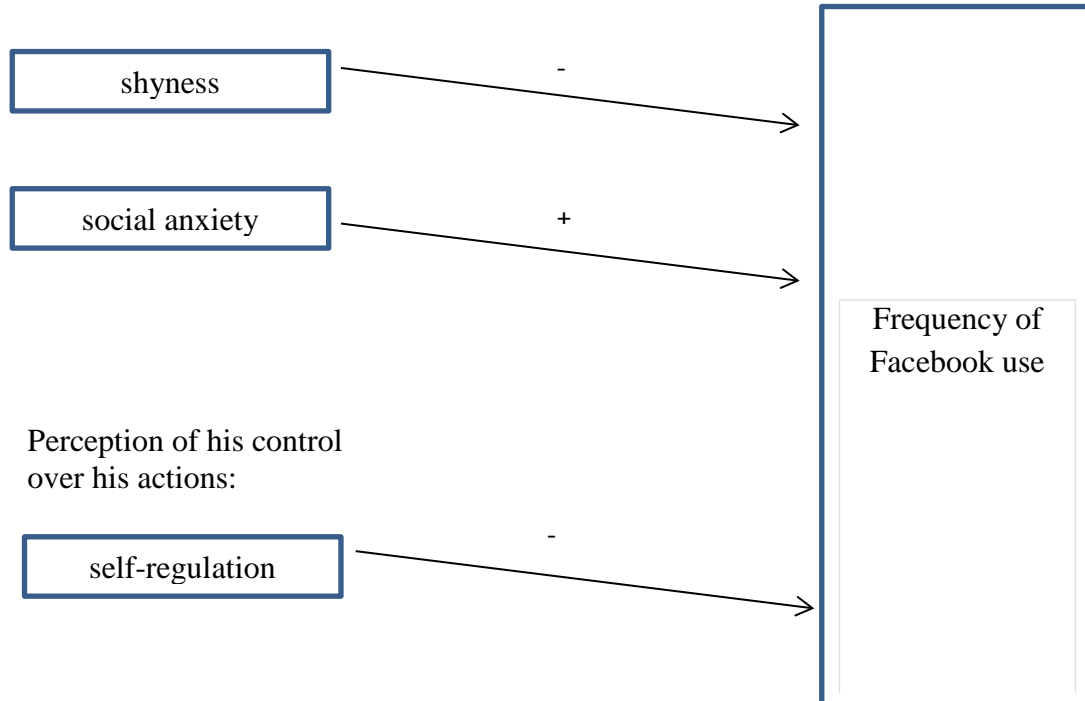 shyness
-
social anxiety
+
Frequency of
Facebook use
Perception of his control
over his actions:
self-regulation
-